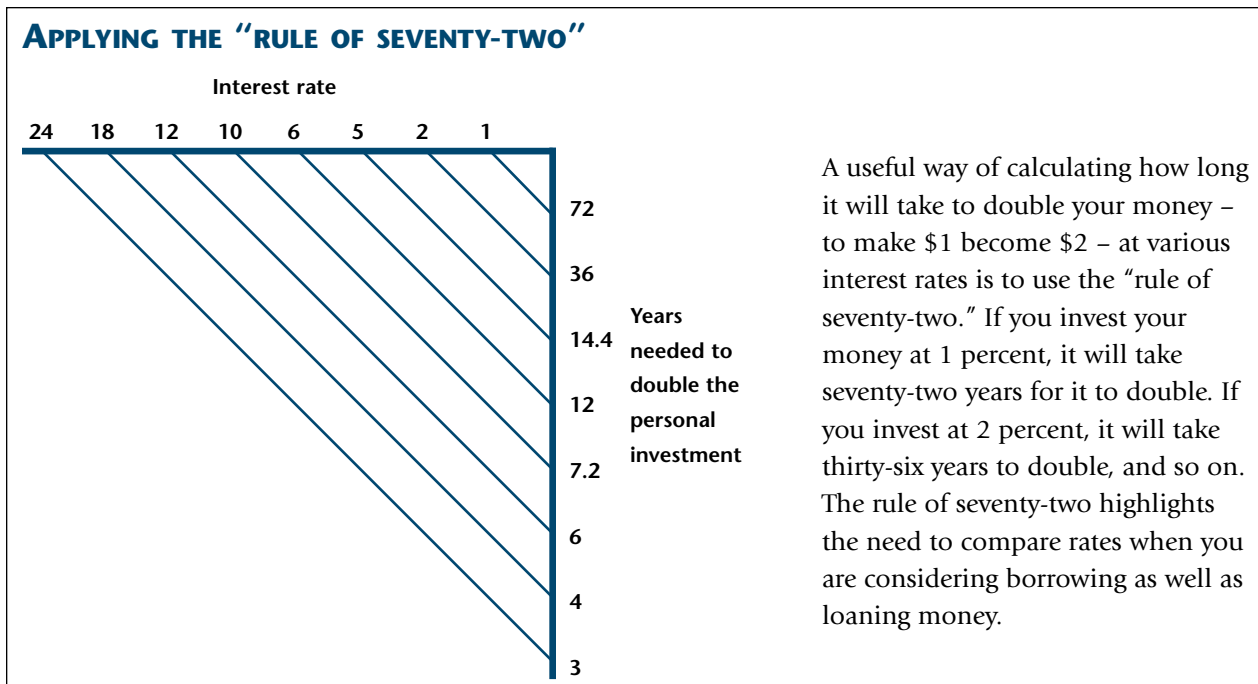 APPLYING THE “RULE OF SEVENTY-TWO”
Interest rate
24 18 12 10 6 5 2 1
72
36
14.4
12
7.2
6
4
3
Years
needed to
double the
personal
investment
A useful way of calculating how long
it will take to double your money –
to make $1 become $2 – at various
interest rates is to use the “rule of
seventy-two.” If you invest your
money at 1 percent, it will take
seventy-two years for it to double. If
you invest at 2 percent, it will take
thirty-six years to double, and so on.
The rule of seventy-two highlights
the need to compare rates when you
are considering borrowing as well as
loaning money.